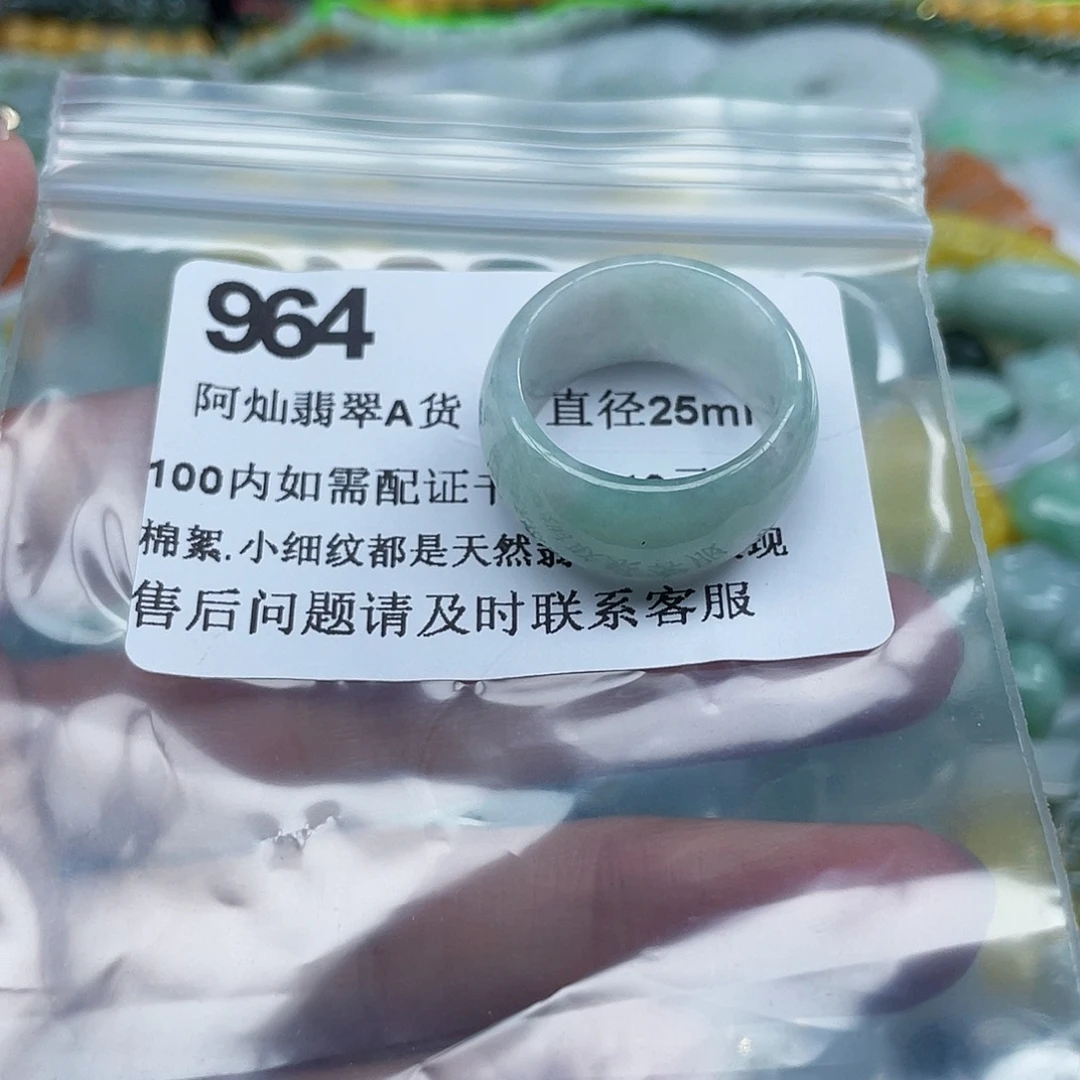 964
阿灿翡翠A货 直径25m
100内如需配证
棉絮.小细纹都是天然 现
售后问题请及时联系客服